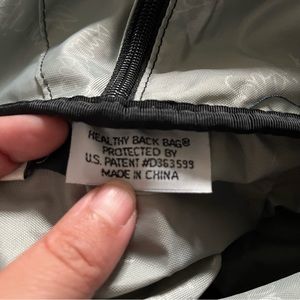 HEALTHY BACK BAG®
PROTECTED BY
U.S. PATENT #D363599
MADE IN CHINA